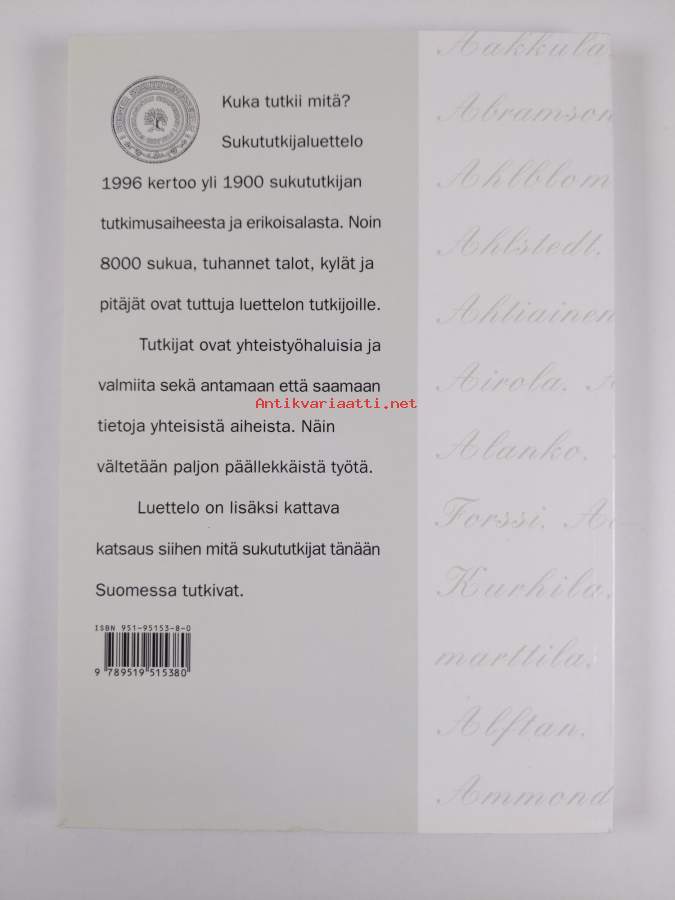 Kuka tutkii mitä?
Sukututkijaluettelo
1996 kertoo yli 1900 sukututkijan
tutkimusaiheesta ja erikoisalasta. Noin
8000 sukua, tuhannet talot, kylät ja
pitäjät ovat tuttuja luettelon tutkijoille.
Tutkijat ovat yhteistyöhaluisia ja
valmiita sekä antamaan että saamaan
Antikvariaatti.net
tietoja yhteisistä aiheista. Näin
vältetään paljon päällekkäistä työtä.
Luettelo on lisäksi kattava
katsaus siihen mitä sukututkijat tänään
Suomessa tutkivat.
ISBN 951-95153-8-0
9 789519 515380
Aakkula
Abramson
Ahlblom
Ahlstedt.
Ahtiainen
Airola.
Alanko.
Forssi.
Kurhila.
marttila.
Alftan.
Ammond